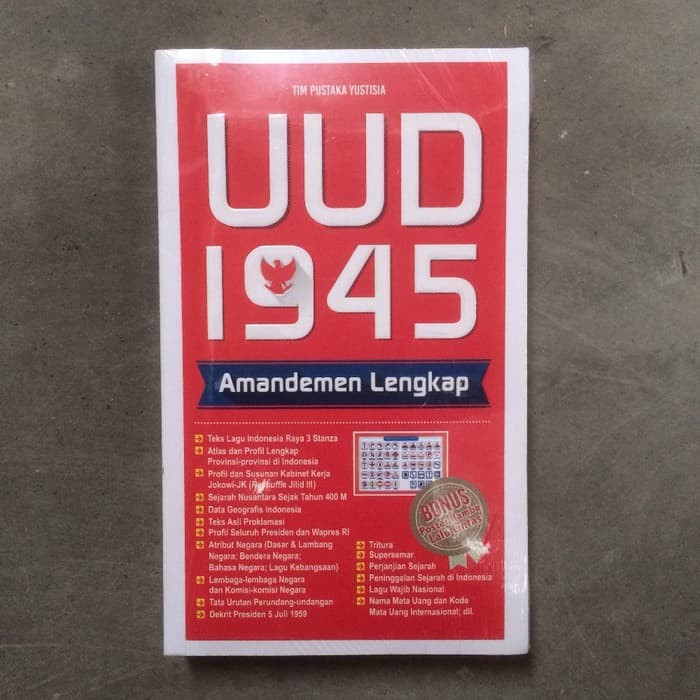 TIM PUSTAKA YUSTISIA
UUD
1945
Amandemen Lengkap
Teks Lagu Indonesia Raya 3 Stanza
Atlas dan Profil Lengkap
Provinsi-provinsi di Indonesia
Profil dan Susunan Kabinet Kerja
Jokowi-JK (Reshuffle Jilid III)
Sejarah Nusantara Sejak Tahun 400 M
Data Geografis Indonesia
Teks Asli Proklamasi
Profil Seluruh Presiden dan Wapres RI
Atribut Negara (Dasar & Lambang
Negara; Bendera Negara;
Bahasa Negara; Lagu Kebangsaan)
Lembaga-lembaga Negara
dan Komisi-komisi Negara
Tata Urutan Perundang-undangan
Dekrit Presiden 5 Juli 1959
BONUS
Lalu Lintas
Tritura
Supersemar
Perjanjian Sejarah
Peninggalan Sejarah di Indonesia
Lagu Wajib Nasional
Nama Mata Uang dan Kode
Mata Uang Internasional; dll.